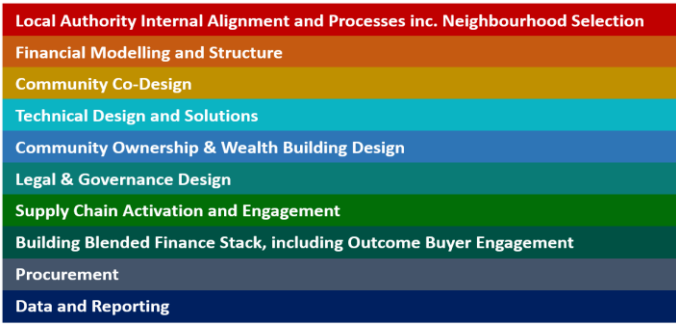 Local Authority Internal Alignment and Processes inc. Neighbourhood Selection
Financial Modelling and Structure
Community Co-Design
Technical Design and Solutions
Community Ownership & Wealth Building Design
Legal & Governance Design
Supply Chain Activation and Engagement
Building Blended Finance Stack, including Outcome Buyer Engagement
Procurement
Data and Reporting